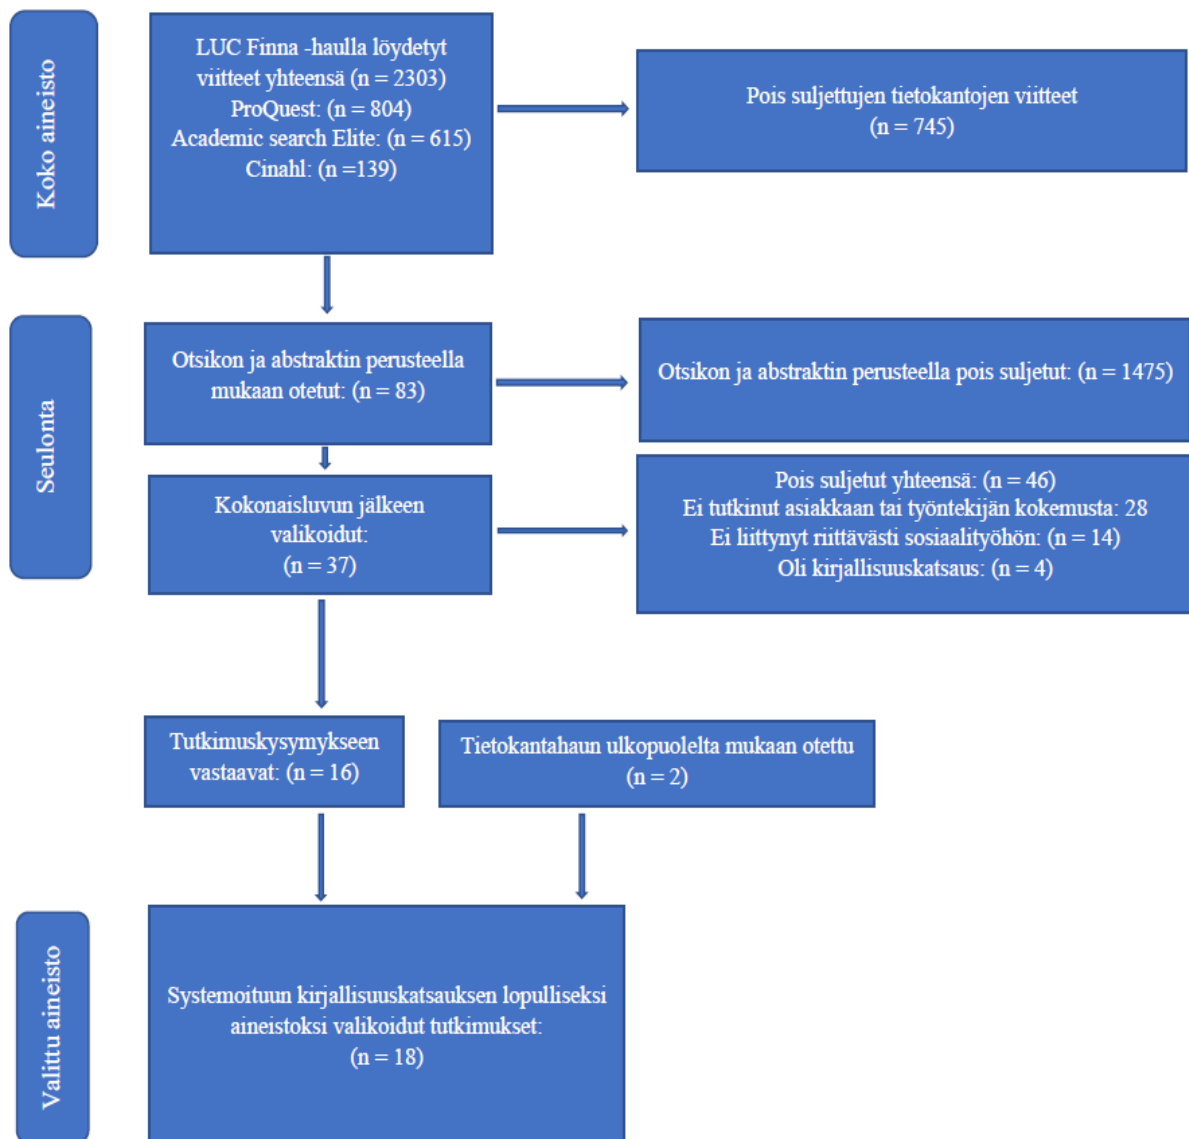 Koko aineisto
LUC Finna -haulla löydetyt
viitteet yhteensä (n = 2303)
ProQuest: (n = 804)
Academic search Elite: (n = 615)
Cinahl: (n =139)
Pois suljettujen tietokantojen viitteet
(n = 745)
Seulonta
Otsikon ja abstraktin perusteella
mukaan otetut: (n = 83)
Otsikon ja abstraktin perusteella pois suljetut: (n = 1475)
Kokonaisluvun jälkeen
valikoidut:
(n = 37)
Pois suljetut yhteensä: (n = 46)
Ei tutkinut asiakkaan tai työntekijän kokemusta: 28
Ei liittynyt riittävästi sosiaalityöhön: (n = 14)
Oli kirjallisuuskatsaus: (n = 4)
Tutkimuskysymykseen
vastaavat: (n = 16)
Tietokantahaun ulkopuolelta mukaan otettu
(n = 2)
Valittu aineisto
Systemoituun kirjallisuuskatsauksen lopulliseksi
aineistoksi valikoidut tutkimukset:
(n = 18)